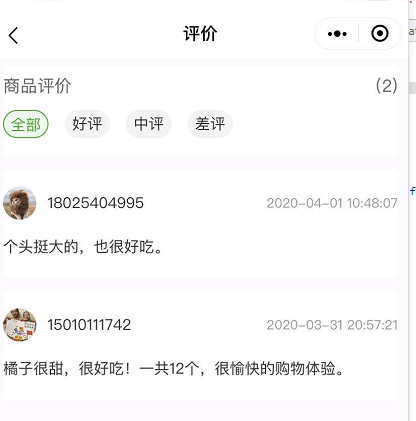 评价
商品评价 (2)
全部 好评 中评 差评
18025404995 2020-04-01 10:48:07
个头挺大的，也很好吃。
15010111742 2020-03-31 20:57:21
橘子很甜，很好吃！一共12个，很愉快的购物体验。